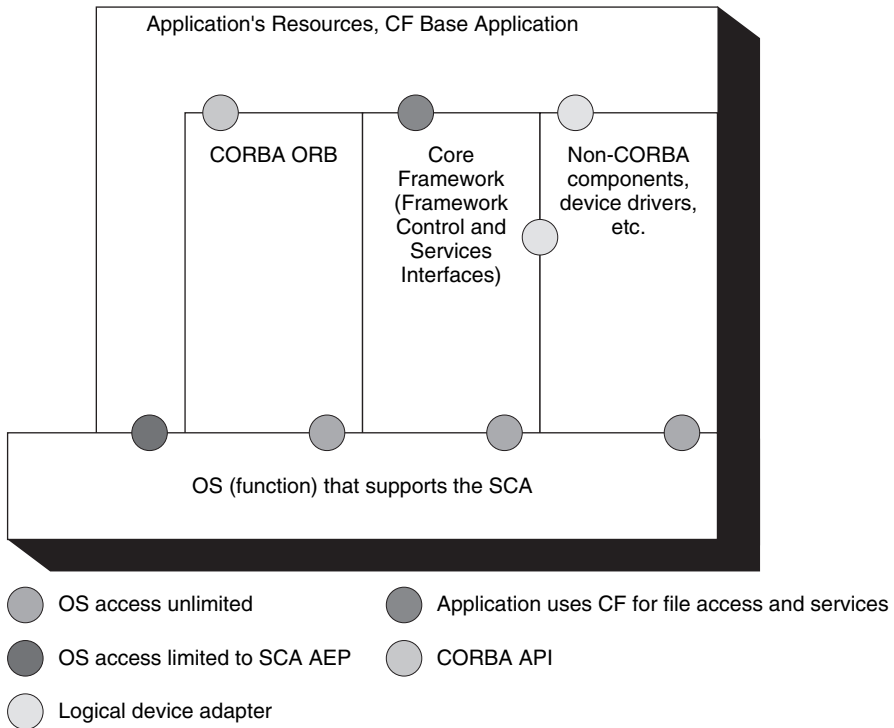 Application's Resources, CF Base Application
CORBA ORB
Core
Framework
(Framework
Control and
Services
Interfaces)
Non-CORBA
components,
device drivers,
etc.
OS (function) that supports the SCA
OS access unlimited
Application uses CF for file access and services
OS access limited to SCA AEP
CORBA API
Logical device adapter